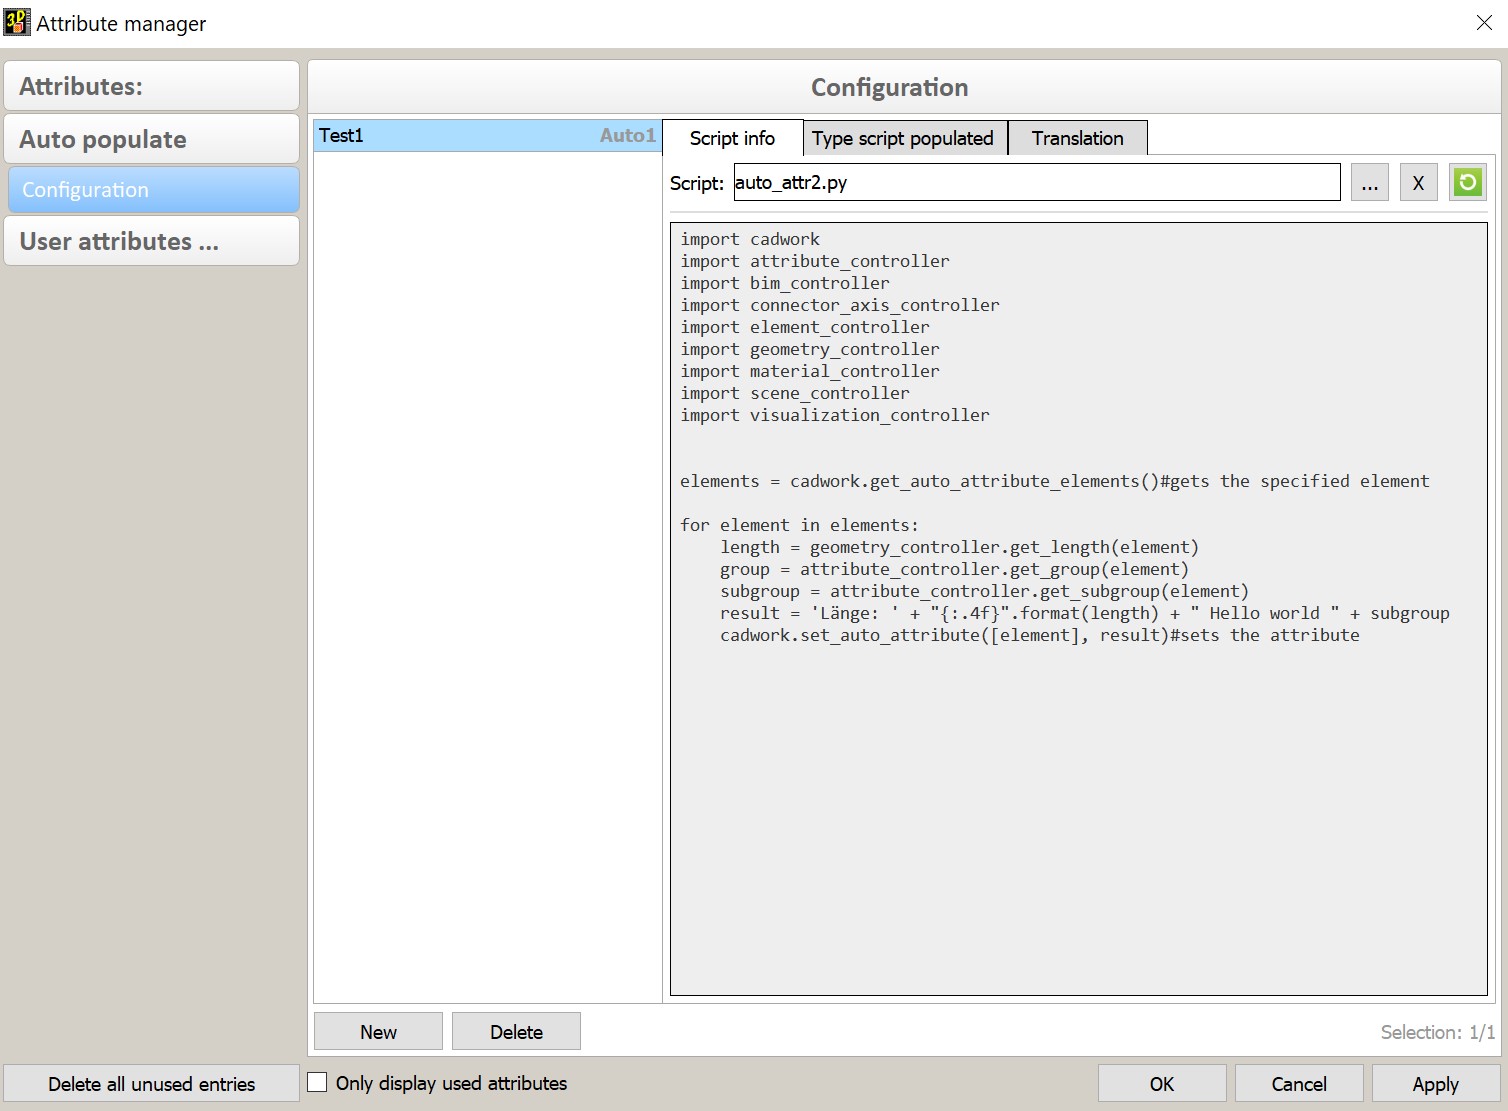 3D Attribute manager
Attributes:
Auto populate
Configuration
User attributes ...
Configuration
Test1 Auto1
Script info Type script populated Translation
Script: auto_attr2.py ... X
import cadwork
import attribute_controller
import bim_controller
import connector_axis_controller
import element_controller
import geometry_controller
import material_controller
import scene_controller
import visualization_controller
elements = cadwork.get_auto_attribute_elements()#gets the specified element
for element in elements:
    length = geometry_controller.get_length(element)
    group = attribute_controller.get_group(element)
    subgroup = attribute_controller.get_subgroup(element)
    result = 'Länge: ' + "{:.4f}".format(length) + " Hello world " + subgroup
    cadwork.set_auto_attribute([element], result)#sets the attribute
New Delete Selection: 1/1
Delete all unused entries Only display used attributes OK Cancel Apply